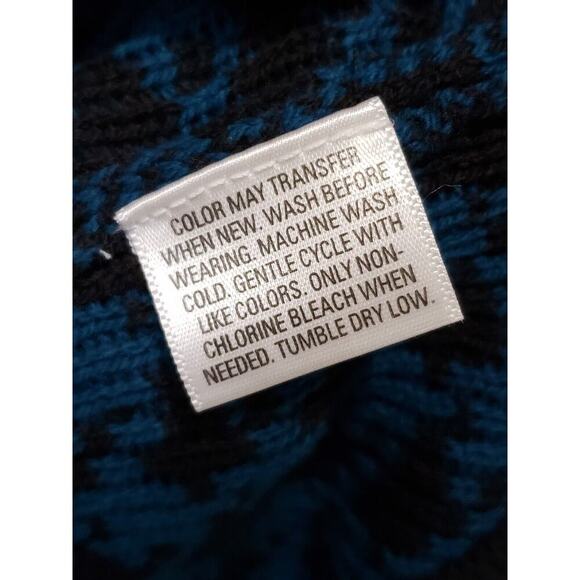 COLOR MAY TRANSFER
WHEN NEW. WASH BEFORE
WEARING. MACHINE WASH
COLD. GENTLE CYCLE WITH
LIKE COLORS. ONLY NON-
CHLORINE BLEACH WHEN
NEEDED. TUMBLE DRY LOW.